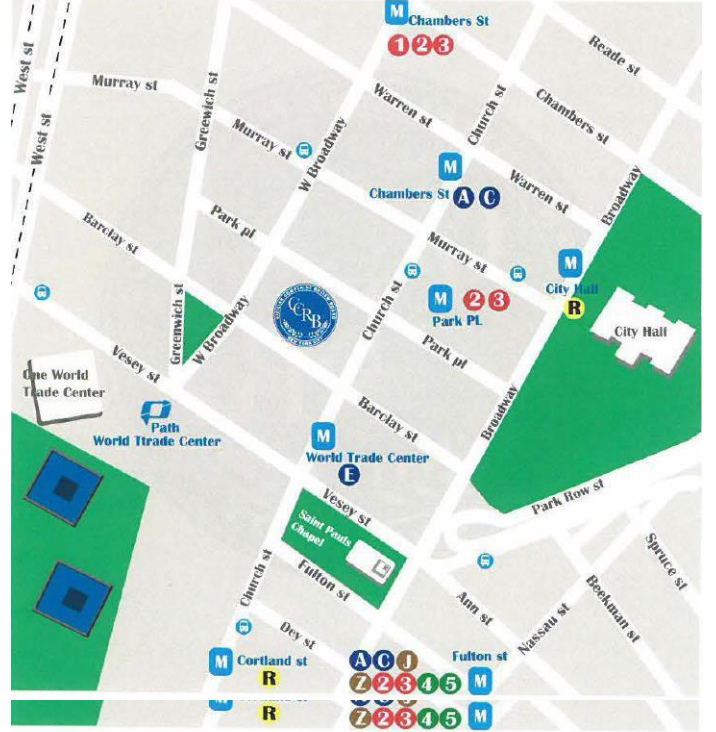 M
Chambers St
1 2 3
Reade st
West st
Murray st
Greenwich st
Warren st
Church st
Chambers st
West st
Murray st
W Broadway
M
Chambers St A C
Warren st
Broadway
Barclay st
Park pl
Murray st
M
City Hall
R
City Hall
CCRB
Church st
M
2 3
Park PL
Park pl
Greenwich st
W Broadway
Vesey st
One World
Trade Center
Path
World Ttrade Center
Barclay st
Broadway
M
World Trade Center
E
Vesey st
Park Row st
Saint Pauls
Chapel
Fulton st
Church st
Spruce st
Beekman st
Ann st
Nassau st
Dey st
M
Cortland st
R
A C J
Fulton st
Z 2 3 4 5
M
R
Z 2 3 4 5
M